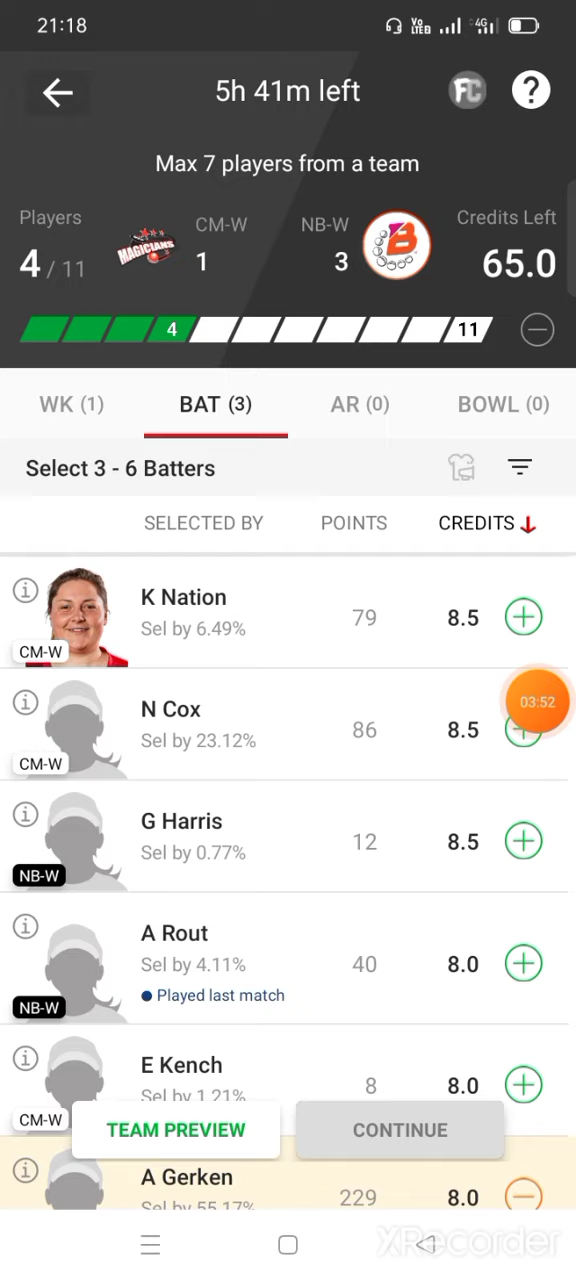 21:18
Vo LTE
4G
5h 41m left
FC
?
Max 7 players from a team
Players
CM-W
NB-W
Credits Left
4 / 11
MAGICIANS
1
3
B
65.0
4
11
WK (1)
BAT (3)
AR (0)
BOWL (0)
Select 3 - 6 Batters
SELECTED BY
POINTS
CREDITS
K Nation
Sel by 6.49%
79
8.5
CM-W
03:52
N Cox
Sel by 23.12%
86
8.5
CM-W
G Harris
Sel by 0.77%
12
8.5
NB-W
A Rout
Sel by 4.11%
40
8.0
Played last match
NB-W
E Kench
Sel by 1.21%
8
8.0
CM-W
TEAM PREVIEW
CONTINUE
A Gerken
Sel by 55.17%
229
8.0
XRecorder